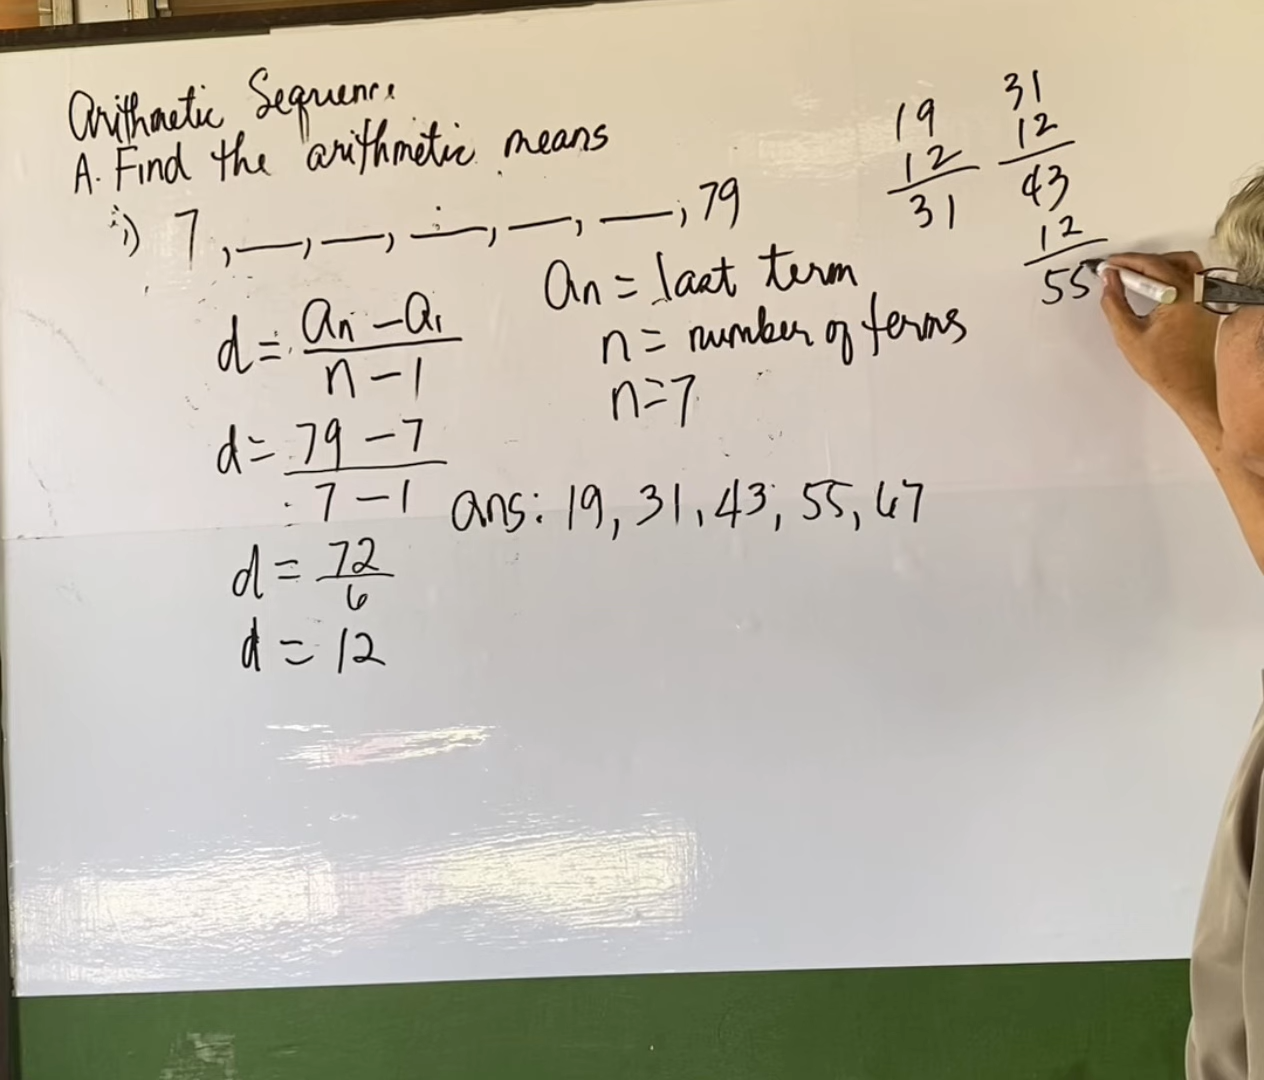 Arithmetic Sequence
A. Find the arithmetic means
i) 7, __, __, __, __, __, 79
d = an - a1 / n - 1
an = last term
n = number of terms
n = 7
d = 79 - 7 / 7 - 1
ans: 19, 31, 43, 55, 67
d = 72 / 6
d = 12
19
12
31
31
12
43
12
55